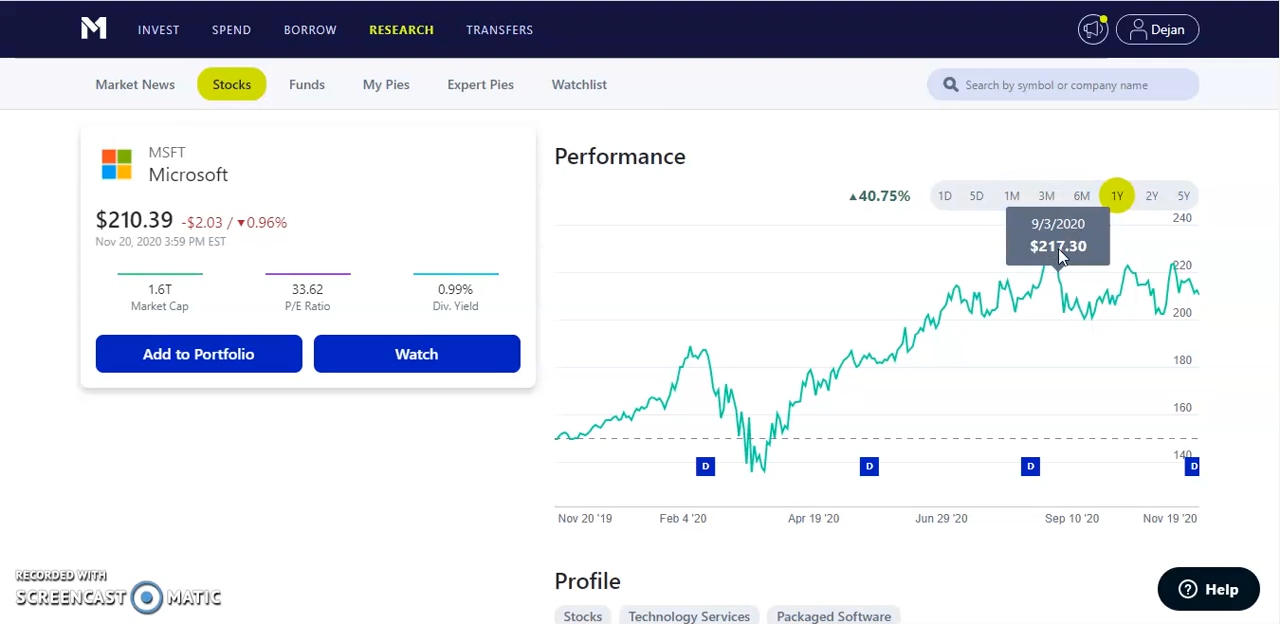 M INVEST SPEND BORROW RESEARCH TRANSFERS Dejan
Market News Stocks Funds My Pies Expert Pies Watchlist Search by symbol or company name
MSFT
Microsoft
$210.39 -$2.03 / ▼0.96%
Nov 20, 2020 3:59 PM EST
1.6T 33.62 0.99%
Market Cap P/E Ratio Div. Yield
Add to Portfolio Watch
Performance
▲40.75% 1D 5D 1M 3M 6M 1Y 2Y 5Y
9/3/2020
$217.30
240
220
200
180
160
140
D D D D
Nov 20 '19 Feb 4 '20 Apr 19 '20 Jun 29 '20 Sep 10 '20 Nov 19 '20
Profile
Stocks Technology Services Packaged Software
RECORDED WITH
SCREENCAST MATIC
Help